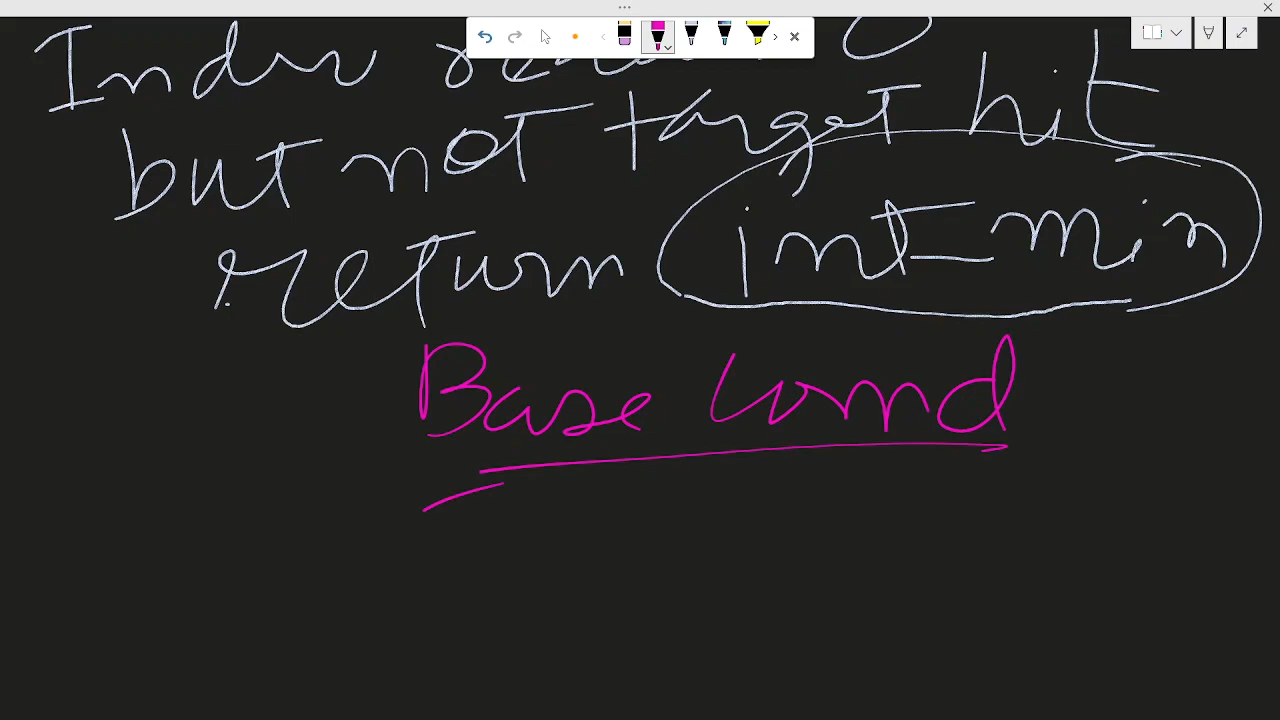 Index
but not target hit
return int_min
Base Cond